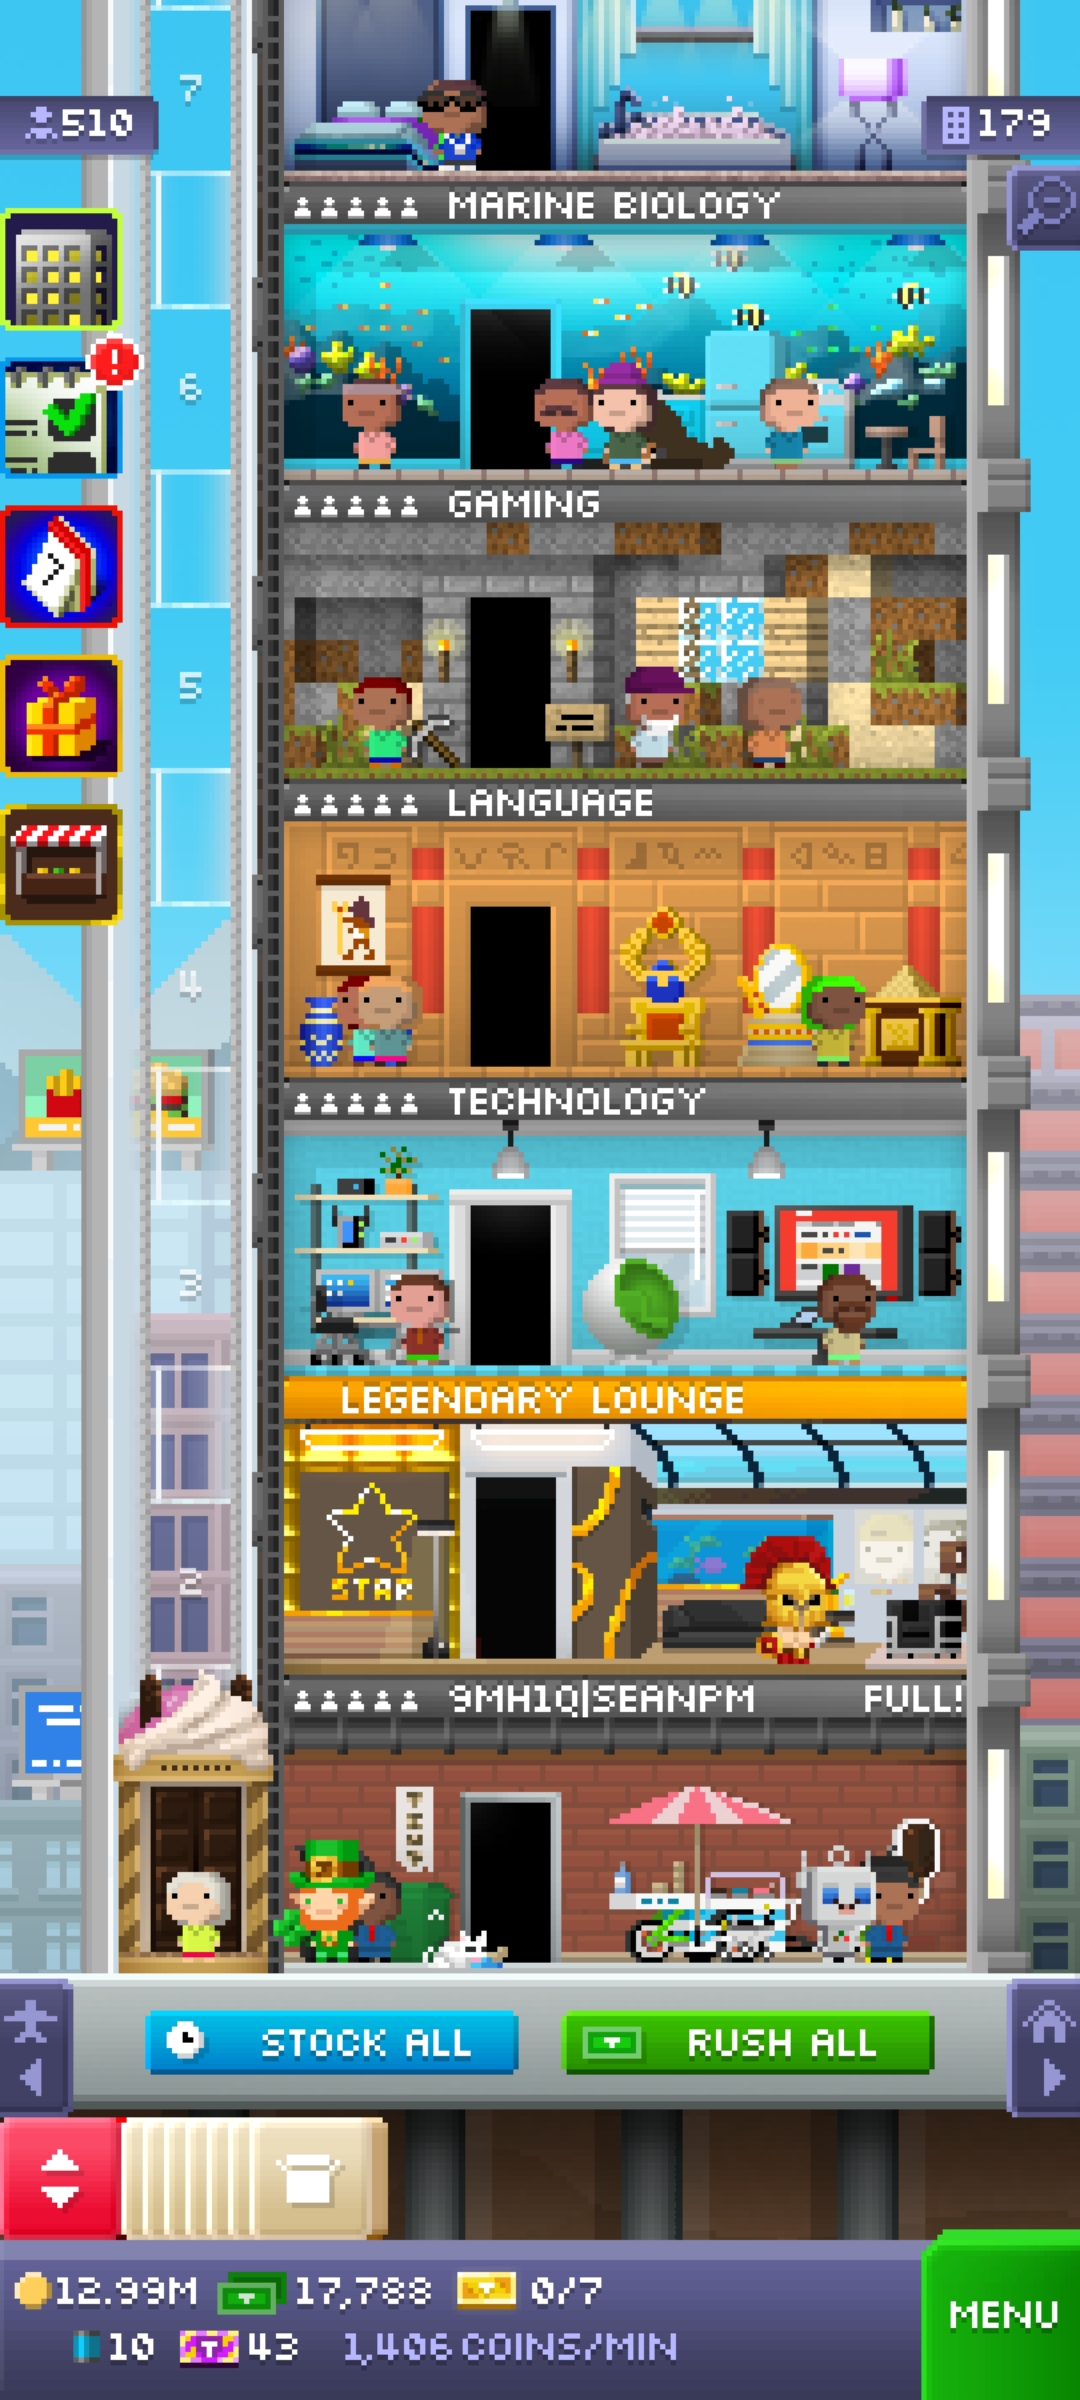 7
510
179
MARINE BIOLOGY
6
GAMING
5
LANGUAGE
4
TECHNOLOGY
3
LEGENDARY LOUNGE
STAR
2
9MH1Q|SEANPM FULL!
STOCK ALL
RUSH ALL
12.99M 17,788 0/7
10 43 1,406 COINS/MIN
MENU